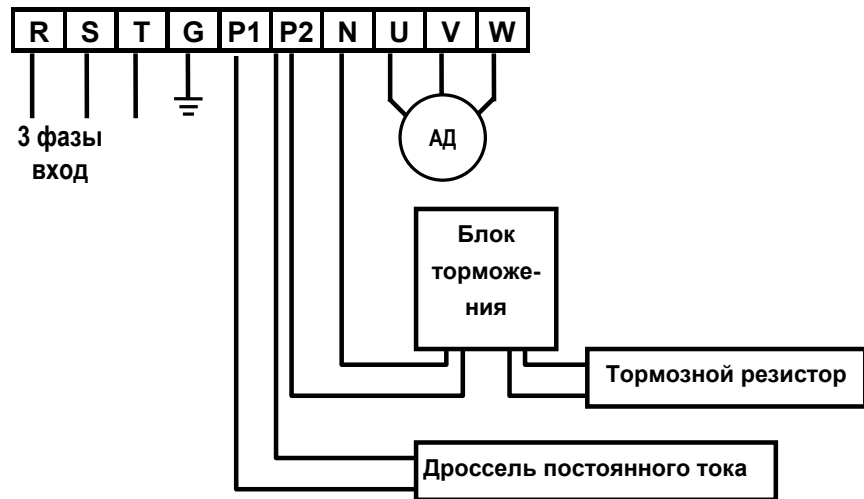 R S T G P1 P2 N U V W
3 фазы
вход
АД
Блок
торможе-
ния
Тормозной резистор
Дроссель постоянного тока